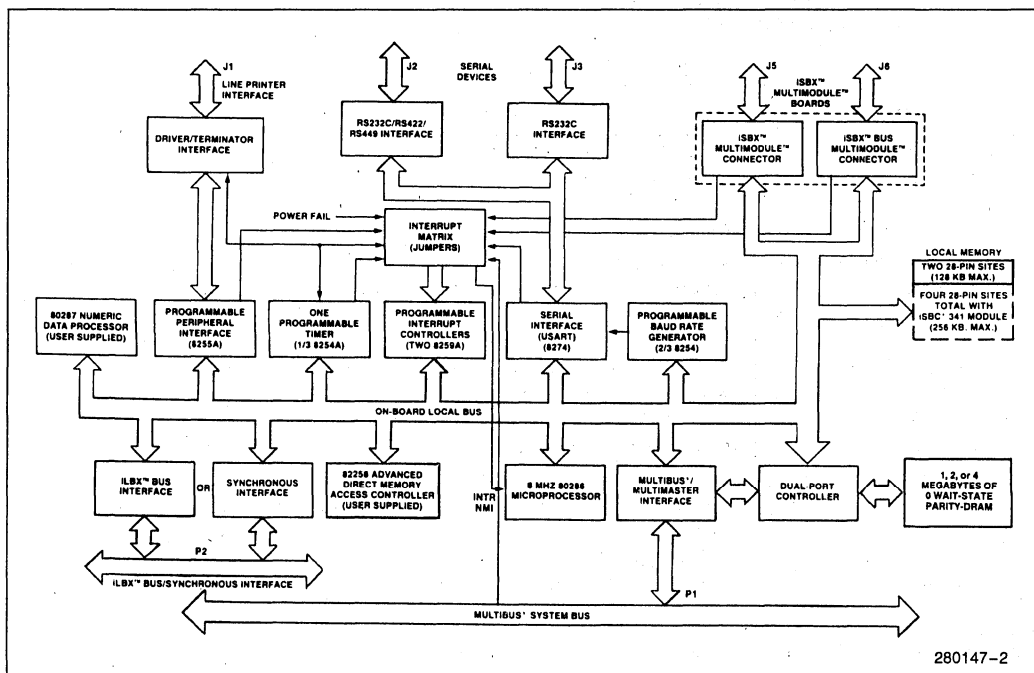 J1
LINE PRINTER
INTERFACE
J2
SERIAL
DEVICES
J3
J5
J6
iSBX™
MULTIMODULE™
BOARDS
DRIVER/TERMINATOR
INTERFACE
RS232C/RS422/
RS449 INTERFACE
RS232C
INTERFACE
iSBX™
MULTIMODULE™
CONNECTOR
iSBX™ BUS
MULTIMODULE™
CONNECTOR
POWER FAIL
INTERRUPT
MATRIX
(JUMPERS)
LOCAL MEMORY
TWO 28-PIN SITES
(128 KB MAX.)
FOUR 28-PIN SITES
TOTAL WITH
iSBC* 341 MODULE
(256 KB. MAX.)
80287 NUMERIC
DATA PROCESSOR
(USER SUPPLIED)
PROGRAMMABLE
PERIPHERAL
INTERFACE
(8255A)
ONE
PROGRAMMABLE
TIMER
(1/3 8254A)
PROGRAMMABLE
INTERRUPT
CONTROLLERS
(TWO 8259A)
SERIAL
INTERFACE
(USART)
(8274)
PROGRAMMABLE
BAUD RATE
GENERATOR
(2/3 8254)
ON-BOARD LOCAL BUS
iLBX™ BUS
INTERFACE
OR
SYNCHRONOUS
INTERFACE
82258 ADVANCED
DIRECT MEMORY
ACCESS CONTROLLER
(USER SUPPLIED)
INTR
NMI
8 MHZ 80286
MICROPROCESSOR
MULTIBUS*/
MULTIMASTER
INTERFACE
DUAL-PORT
CONTROLLER
1, 2, or 4
MEGABYTES OF
0 WAIT-STATE
PARITY-DRAM
P2
iLBX™ BUS/SYNCHRONOUS INTERFACE
P1
MULTIBUS* SYSTEM BUS
280147-2